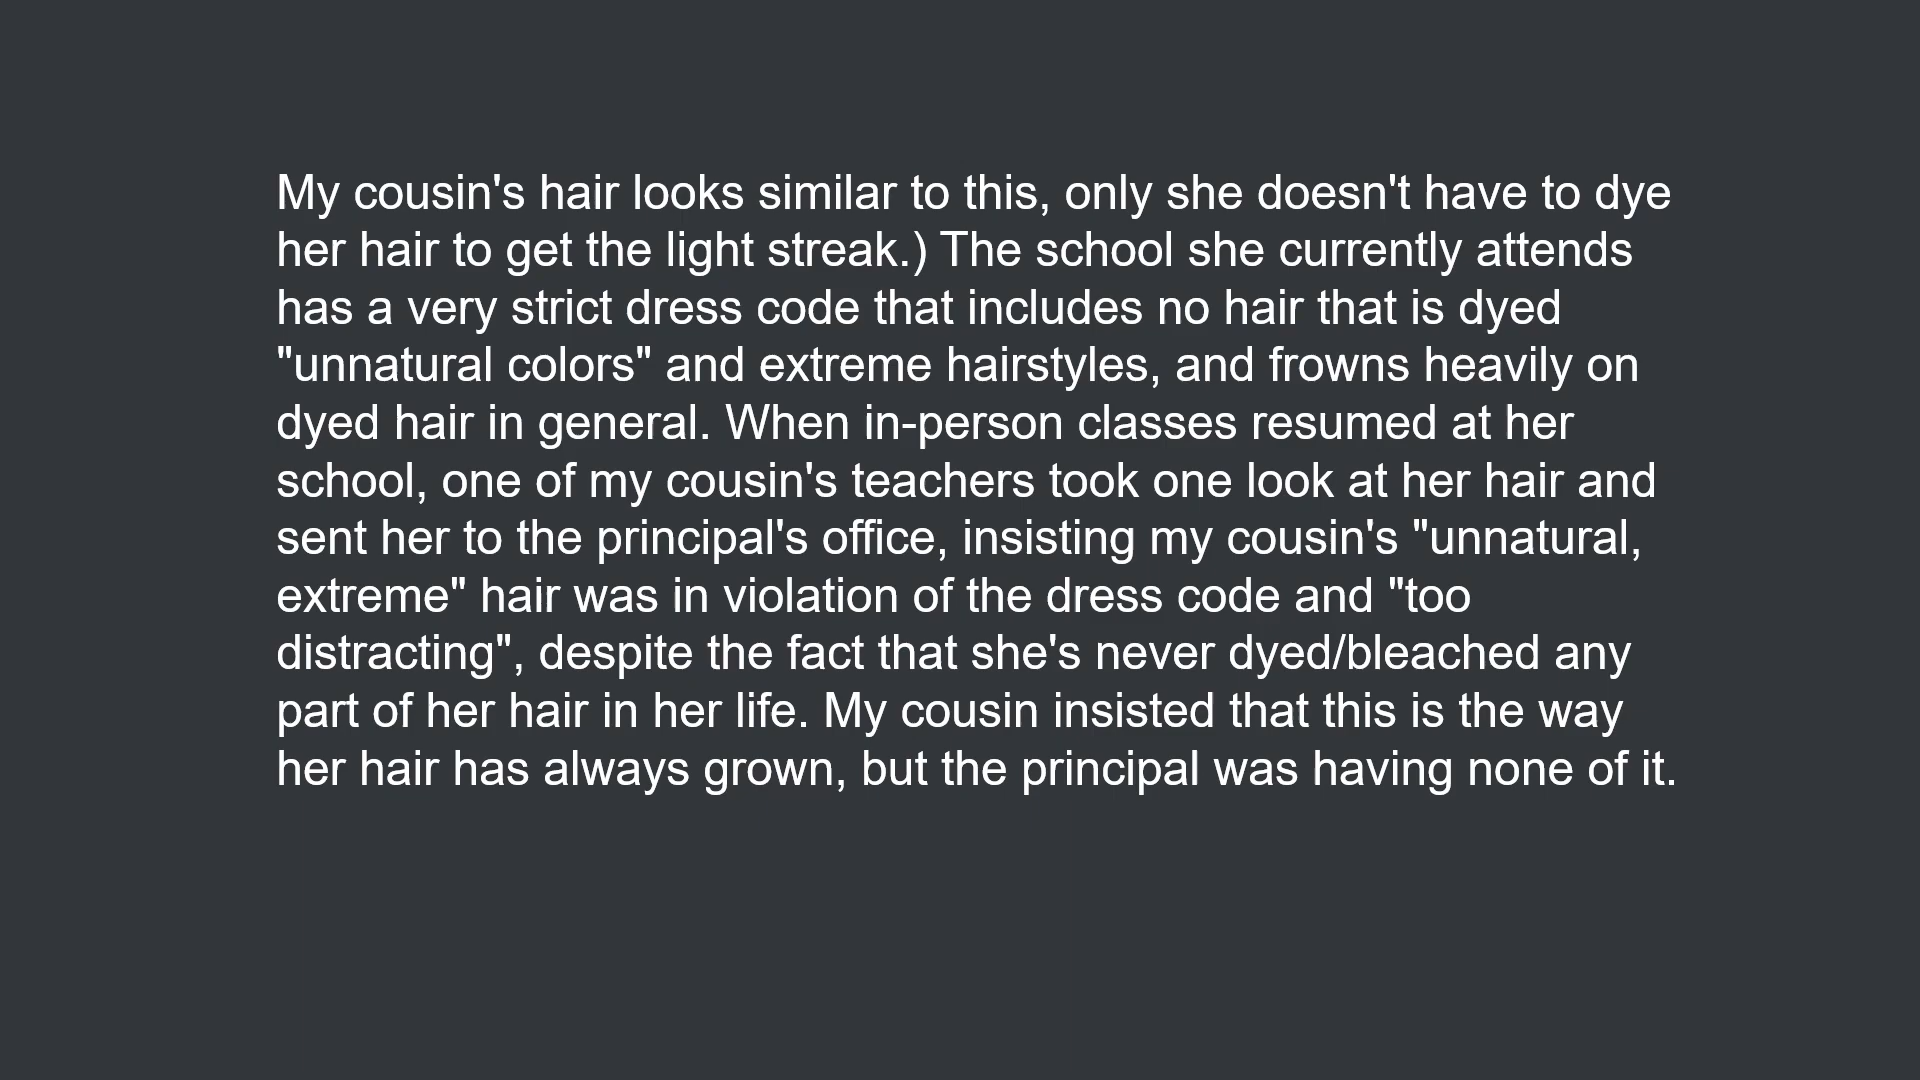 My cousin's hair looks similar to this, only she doesn't have to dye
her hair to get the light streak.) The school she currently attends
has a very strict dress code that includes no hair that is dyed
"unnatural colors" and extreme hairstyles, and frowns heavily on
dyed hair in general. When in-person classes resumed at her
school, one of my cousin's teachers took one look at her hair and
sent her to the principal's office, insisting my cousin's "unnatural,
extreme" hair was in violation of the dress code and "too
distracting", despite the fact that she's never dyed/bleached any
part of her hair in her life. My cousin insisted that this is the way
her hair has always grown, but the principal was having none of it.